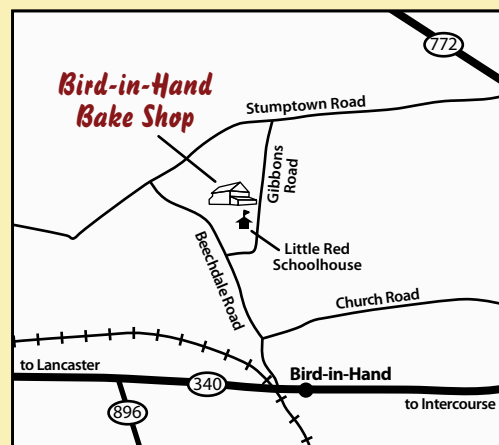 772
Bird-in-Hand
Bake Shop
Stumptown Road
Gibbons
Road
Little Red
Schoolhouse
Beechdale Road
Church Road
to Lancaster
340
Bird-in-Hand
896
to Intercourse